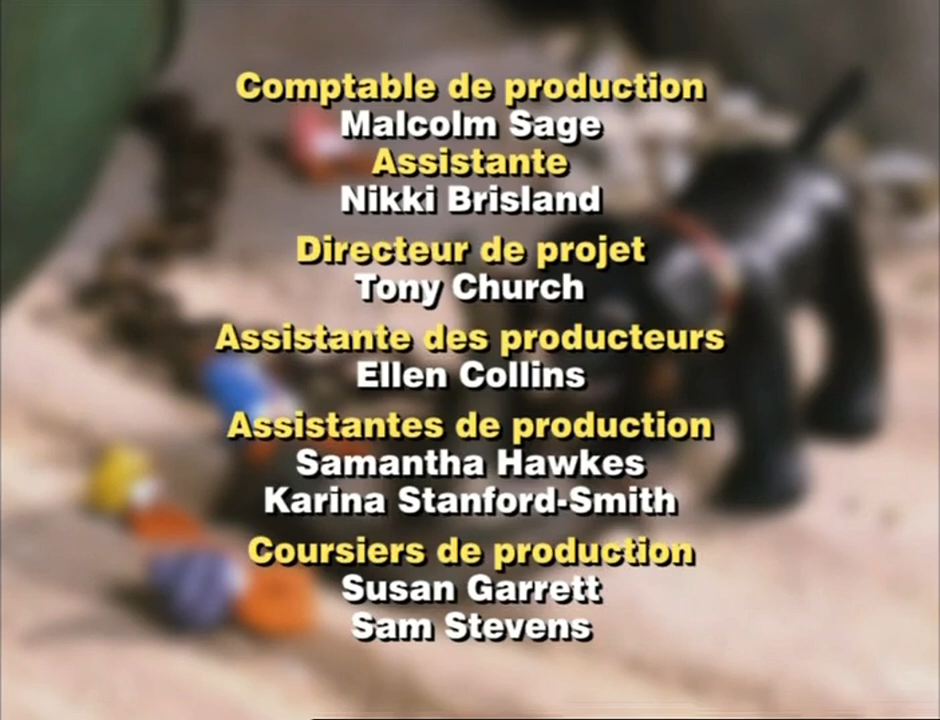 Comptable de production
Malcolm Sage
Assistante
Nikki Brisland
Directeur de projet
Tony Church
Assistante des producteurs
Ellen Collins
Assistantes de production
Samantha Hawkes
Karina Stanford-Smith
Coursiers de production
Susan Garrett
Sam Stevens